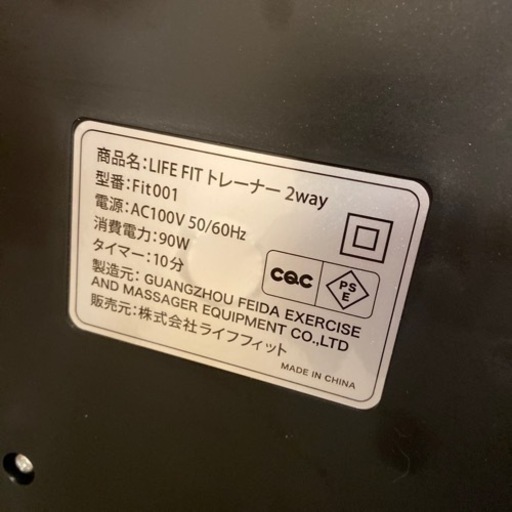 商品名：LIFE FIT トレーナー 2way
型番：Fit001
電源：AC100V 50/60Hz
消費電力：90W
タイマー：10分
製造元：GUANGZHOU FEIDA EXERCISE
AND MASSAGER EQUIPMENT CO.,LTD
販売元：株式会社ライフフィット
CQC
PS
E
MADE IN CHINA